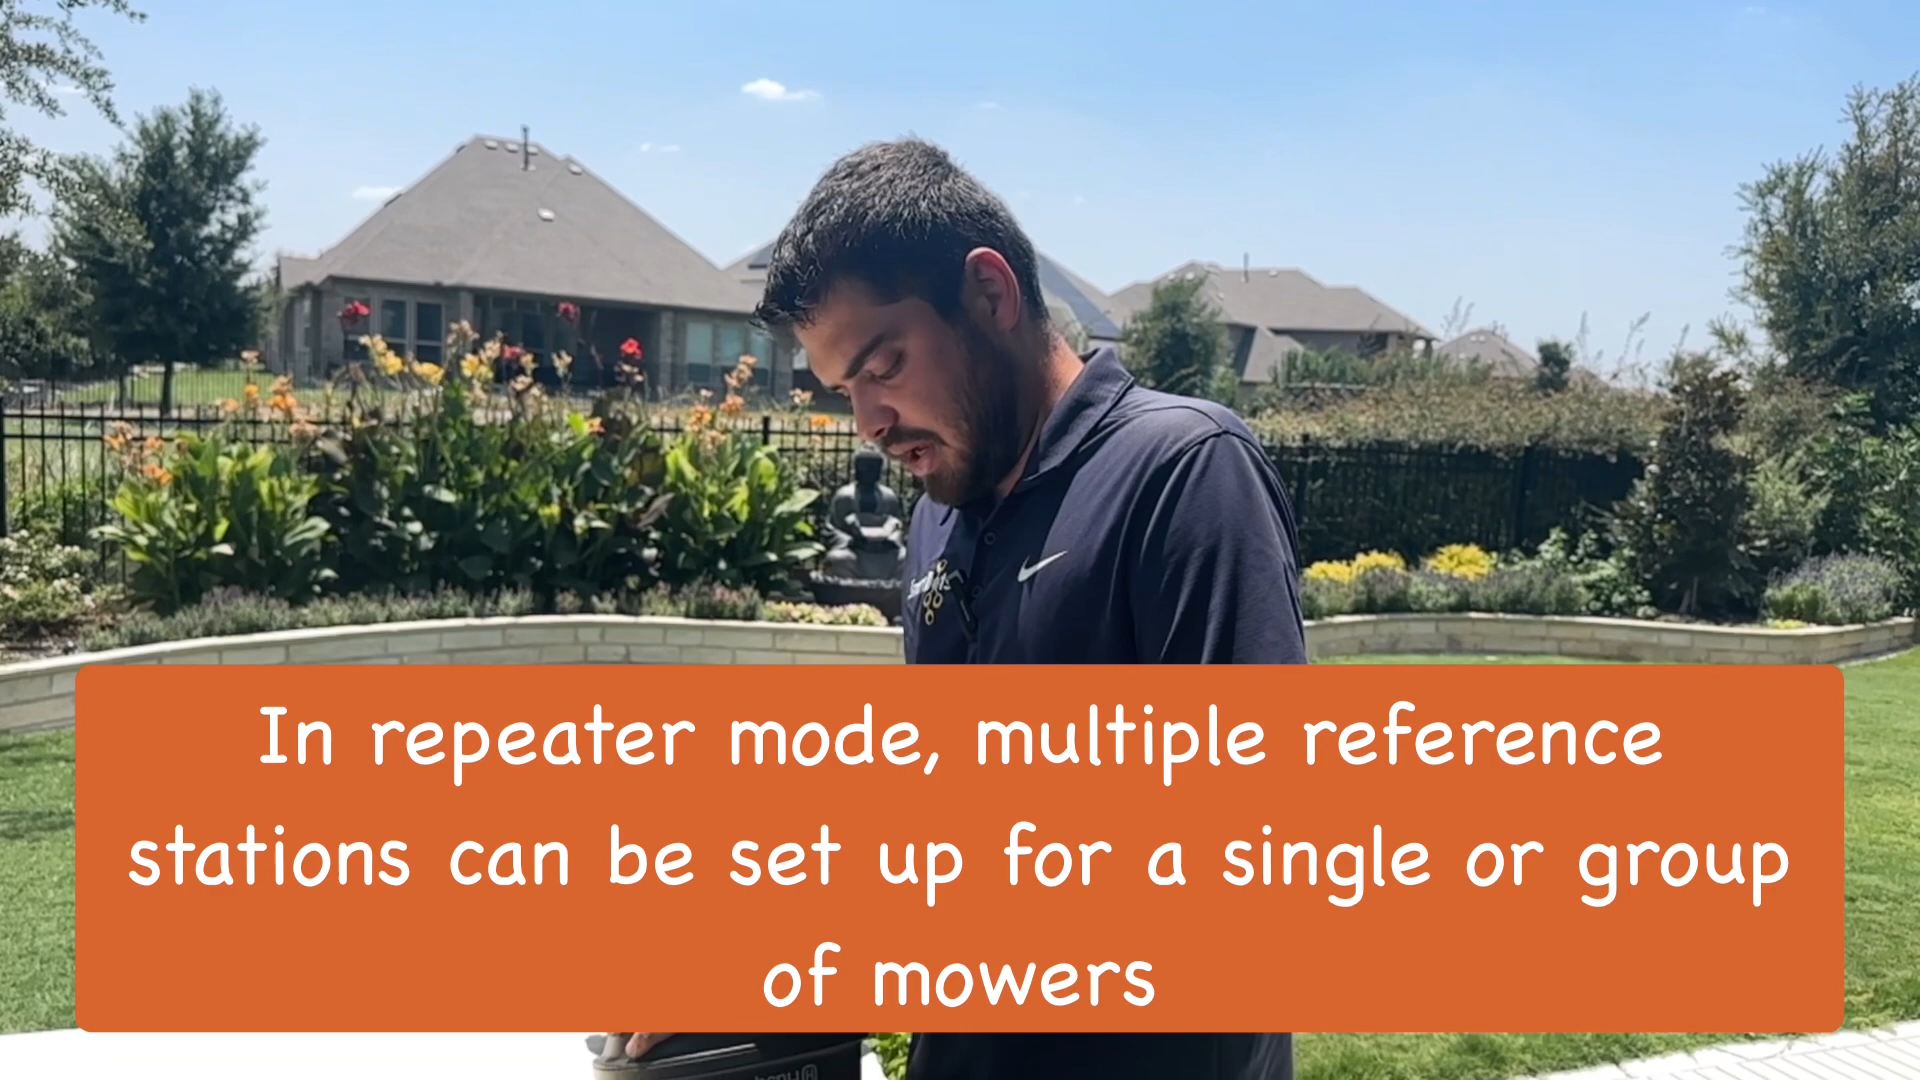 In repeater mode, multiple reference
stations can be set up for a single or group
of mowers